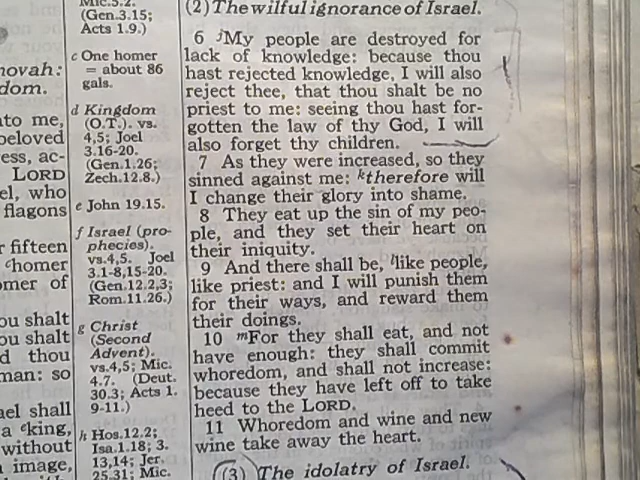 novah:
dom.
nto me,
beloved
ess, ac-
LORD
el, who
flagons
r fifteen
homer
omer of
ou shalt
ou shalt
d thou
man: so
ael shall
a king,
without
image,
(Gen.3.15;
Acts 1.9.)
c One homer
= about 86
gals.
d Kingdom
(O.T.). vs.
4,5; Joel
3.16-20.
(Gen.1.26;
Zech.12.8.)
e John 19.15.
f Israel (pro-
phecies).
vs.4,5. Joel
3.1-8,15-20.
(Gen.12.2,3;
Rom.11.26.)
g Christ
(Second
Advent).
vs.4,5; Mic.
4.7. (Deut.
30.3; Acts 1.
9-11.)
h Hos.12.2;
Isa.1.18; 3.
13,14; Jer.
25.31; Mic.
(2) The wilful ignorance of Israel.
6 jMy people are destroyed for
lack of knowledge: because thou
hast rejected knowledge, I will also
reject thee, that thou shalt be no
priest to me: seeing thou hast for-
gotten the law of thy God, I will
also forget thy children.
7 As they were increased, so they
sinned against me: ktherefore will
I change their glory into shame.
8 They eat up the sin of my peo-
ple, and they set their heart on
their iniquity.
9 And there shall be, llike people,
like priest: and I will punish them
for their ways, and reward them
their doings.
10 mFor they shall eat, and not
have enough: they shall commit
whoredom, and shall not increase:
because they have left off to take
heed to the LORD.
11 Whoredom and wine and new
wine take away the heart.
(3) The idolatry of Israel.